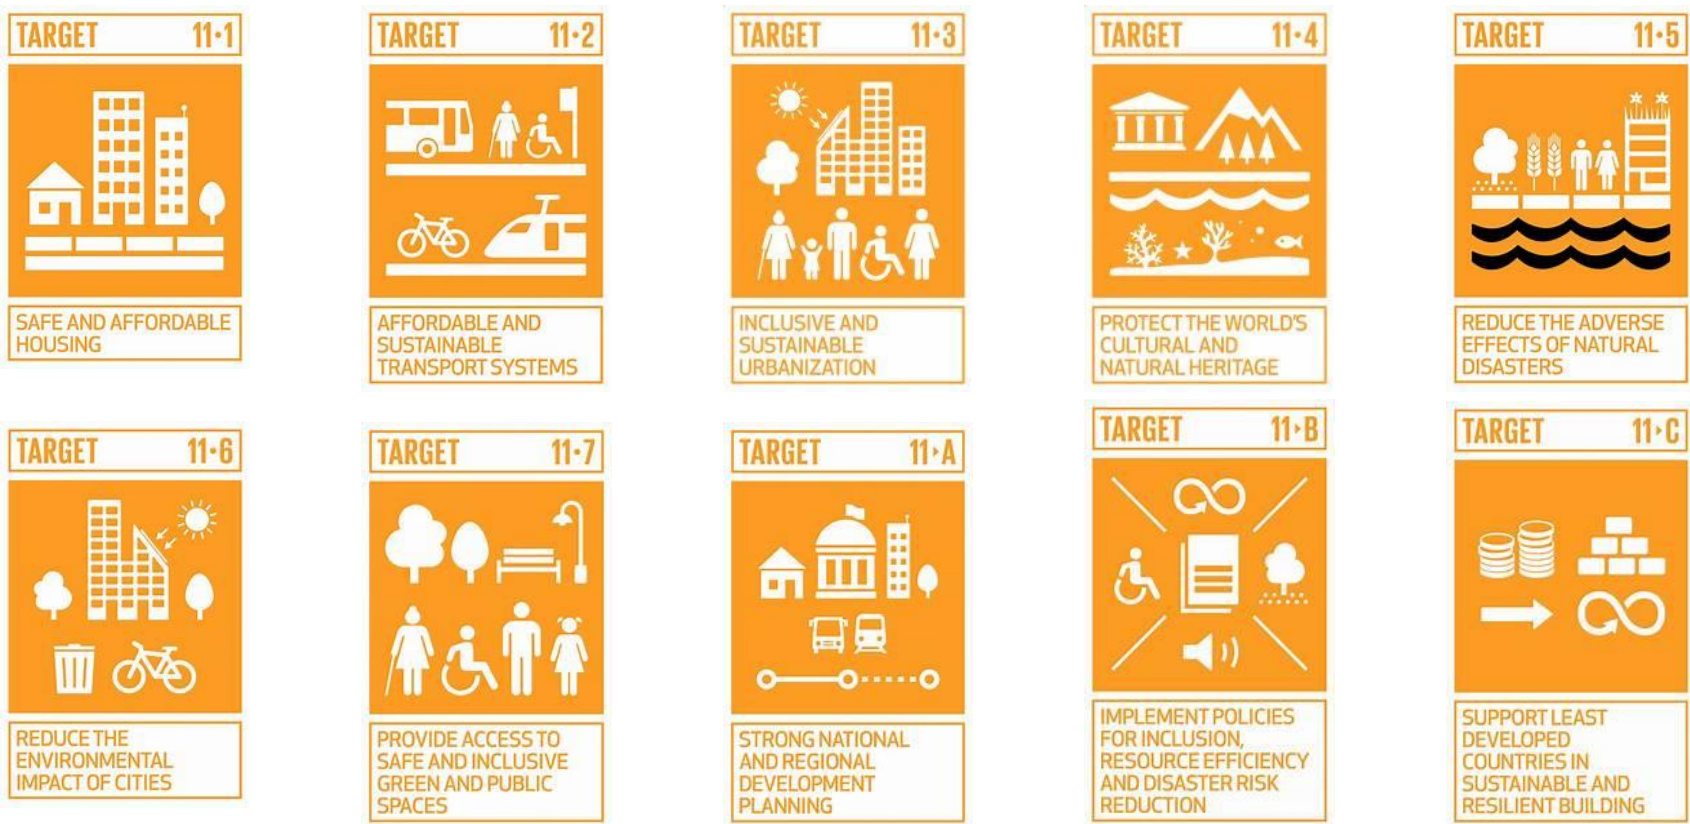 TARGET 11·1
SAFE AND AFFORDABLE
HOUSING
TARGET 11·2
AFFORDABLE AND
SUSTAINABLE
TRANSPORT SYSTEMS
TARGET 11·3
INCLUSIVE AND
SUSTAINABLE
URBANIZATION
TARGET 11·4
PROTECT THE WORLD'S
CULTURAL AND
NATURAL HERITAGE
TARGET 11·5
REDUCE THE ADVERSE
EFFECTS OF NATURAL
DISASTERS
TARGET 11·6
REDUCE THE
ENVIRONMENTAL
IMPACT OF CITIES
TARGET 11·7
PROVIDE ACCESS TO
SAFE AND INCLUSIVE
GREEN AND PUBLIC
SPACES
TARGET 11‣A
STRONG NATIONAL
AND REGIONAL
DEVELOPMENT
PLANNING
TARGET 11‣B
IMPLEMENT POLICIES
FOR INCLUSION,
RESOURCE EFFICIENCY
AND DISASTER RISK
REDUCTION
TARGET 11‣C
SUPPORT LEAST
DEVELOPED
COUNTRIES IN
SUSTAINABLE AND
RESILIENT BUILDING